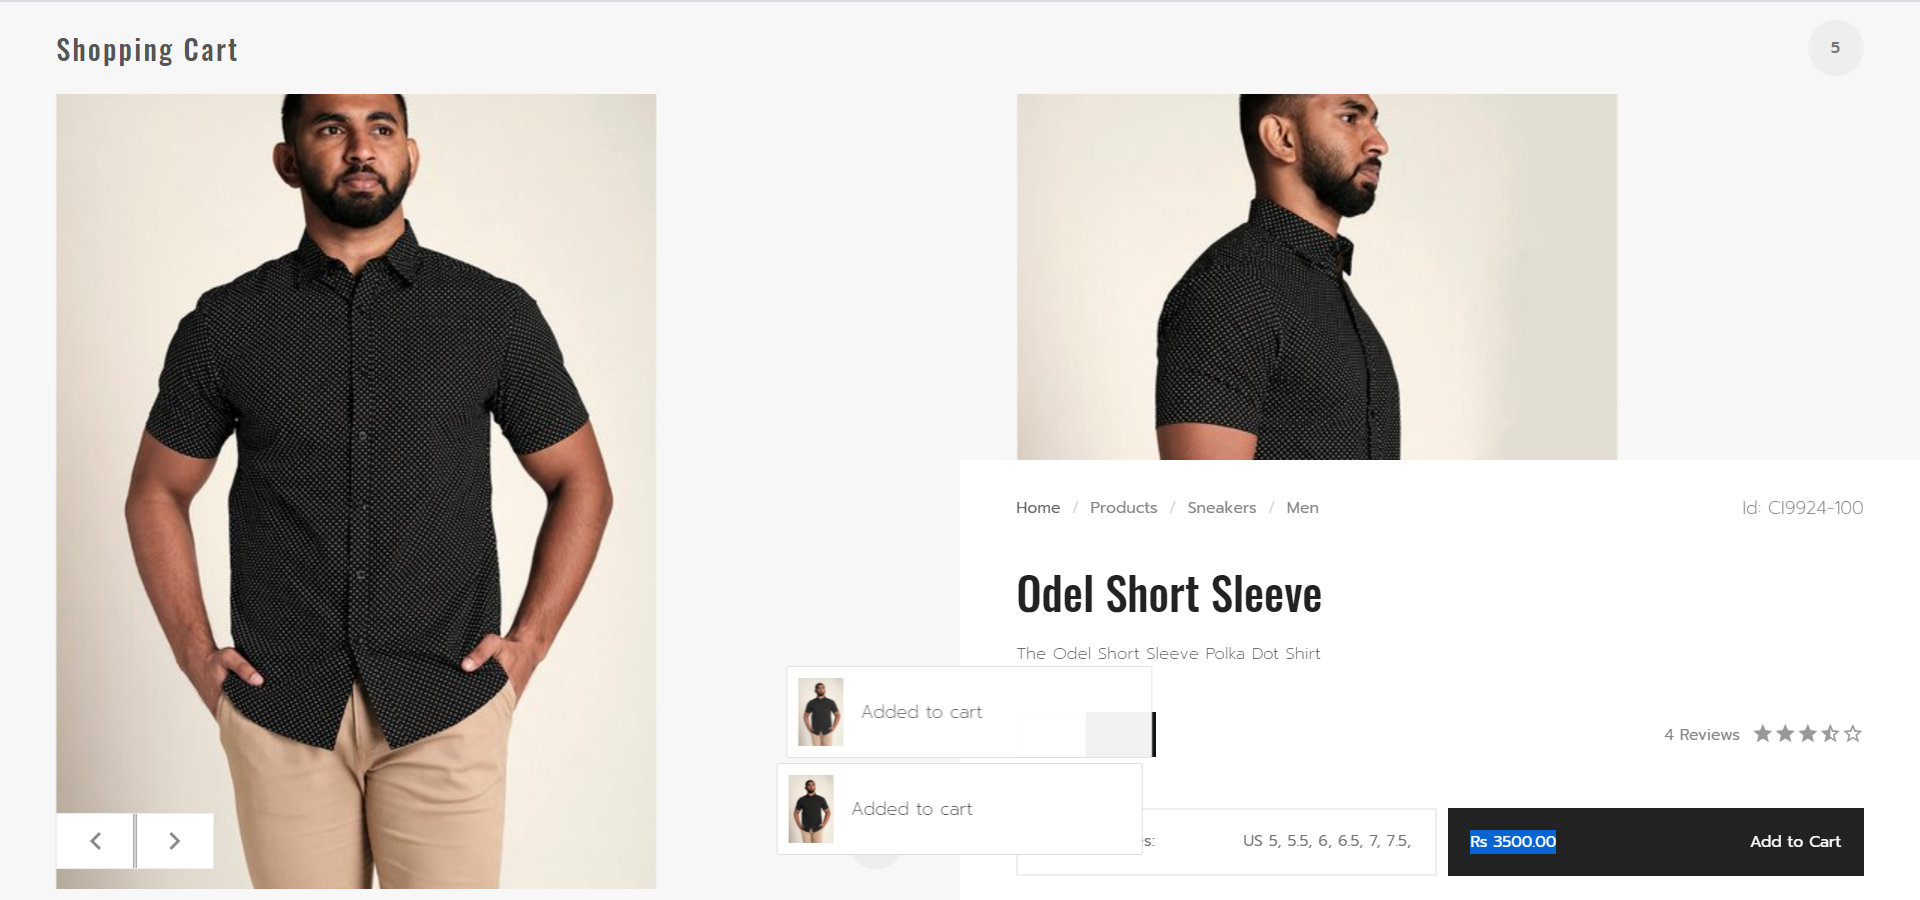 Shopping Cart
5
Home / Products / Sneakers / Men
Id: CI9924-100
Odel Short Sleeve
The Odel Short Sleeve Polka Dot Shirt
Added to cart
4 Reviews
Added to cart
s:
US 5, 5.5, 6, 6.5, 7, 7.5,
Rs 3500.00
Add to Cart